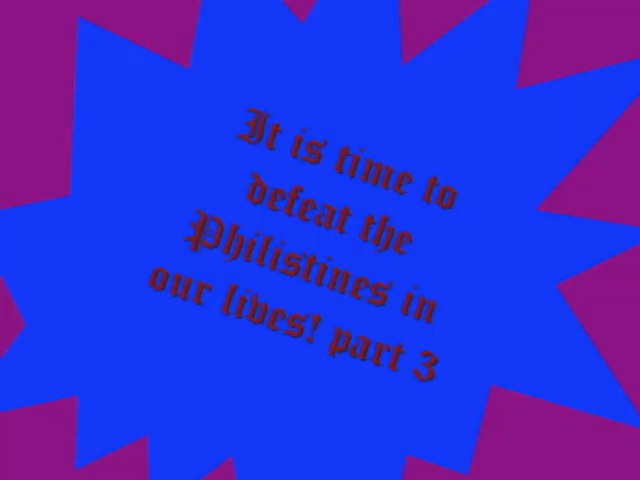 It is time to
defeat the
Philistines in
our lives! part 3